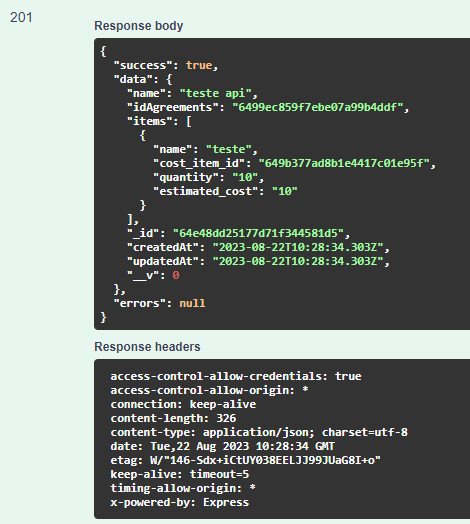 201
Response body
{
"success": true,
"data": {
"name": "teste api",
"idAgreements": "6499ec859f7ebe07a99b4ddf",
"items": [
{
"name": "teste",
"cost_item_id": "649b377ad8b1e4417c01e95f",
"quantity": "10",
"estimated_cost": "10"
}
],
"_id": "64e48dd25177d71f344581d5",
"createdAt": "2023-08-22T10:28:34.303Z",
"updatedAt": "2023-08-22T10:28:34.303Z",
"__v": 0
},
"errors": null
}
Response headers
access-control-allow-credentials: true
access-control-allow-origin: *
connection: keep-alive
content-length: 326
content-type: application/json; charset=utf-8
date: Tue,22 Aug 2023 10:28:34 GMT
etag: W/"146-Sdx+iCtUY038EELJJ99JUaG8I+o"
keep-alive: timeout=5
timing-allow-origin: *
x-powered-by: Express